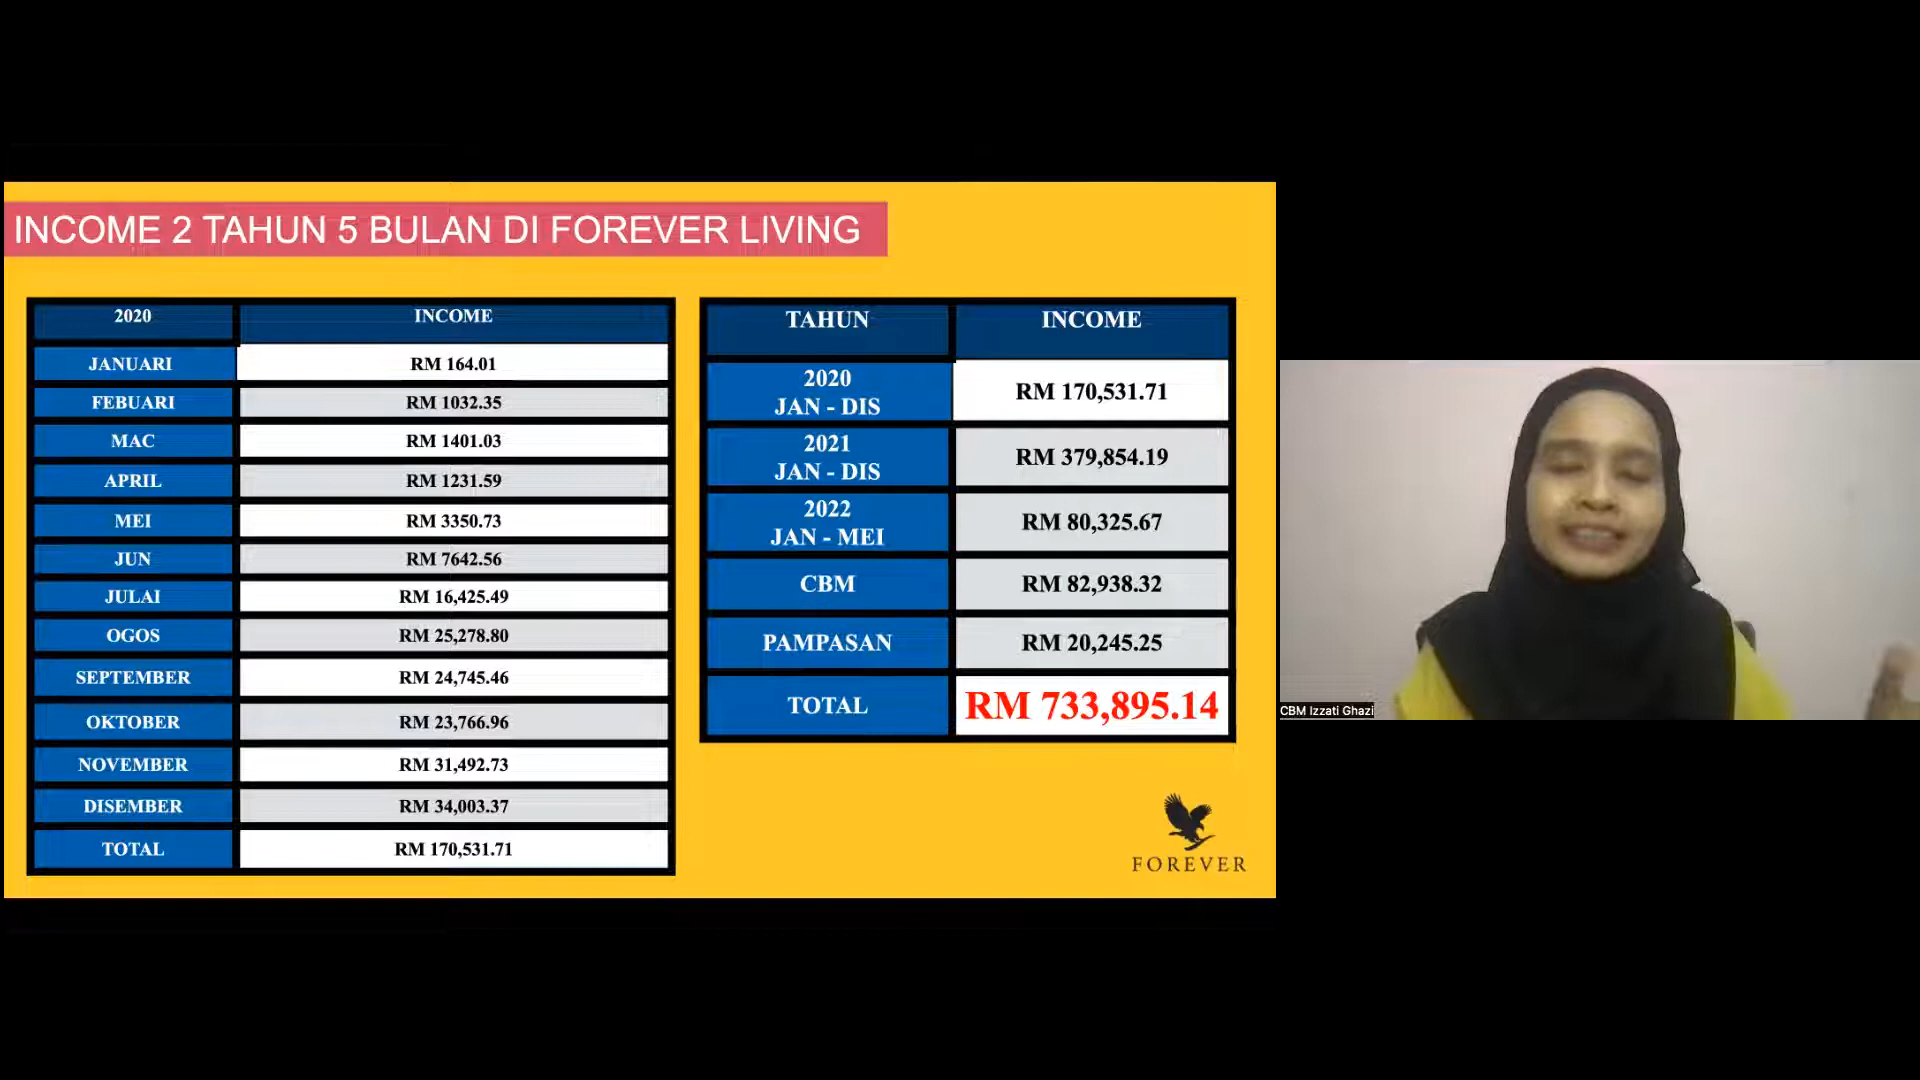 INCOME 2 TAHUN 5 BULAN DI FOREVER LIVING
2020 INCOME
JANUARI RM 164.01
FEBUARI RM 1032.35
MAC RM 1401.03
APRIL RM 1231.59
MEI RM 3350.73
JUN RM 7642.56
JULAI RM 16,425.49
OGOS RM 25,278.80
SEPTEMBER RM 24,745.46
OKTOBER RM 23,766.96
NOVEMBER RM 31,492.73
DISEMBER RM 34,003.37
TOTAL RM 170,531.71
TAHUN INCOME
2020
JAN - DIS RM 170,531.71
2021
JAN - DIS RM 379,854.19
2022
JAN - MEI RM 80,325.67
CBM RM 82,938.32
PAMPASAN RM 20,245.25
TOTAL RM 733,895.14
FOREVER
CBM Izzati Ghazi